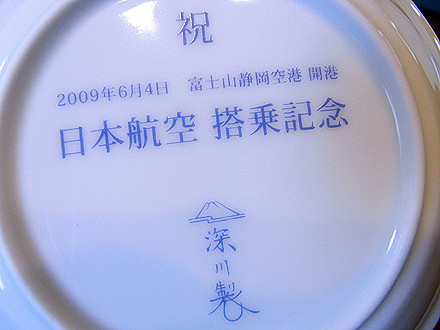 祝
2009年6月4日 富士山静岡空港 開港
日本航空 搭乗記念
深川製